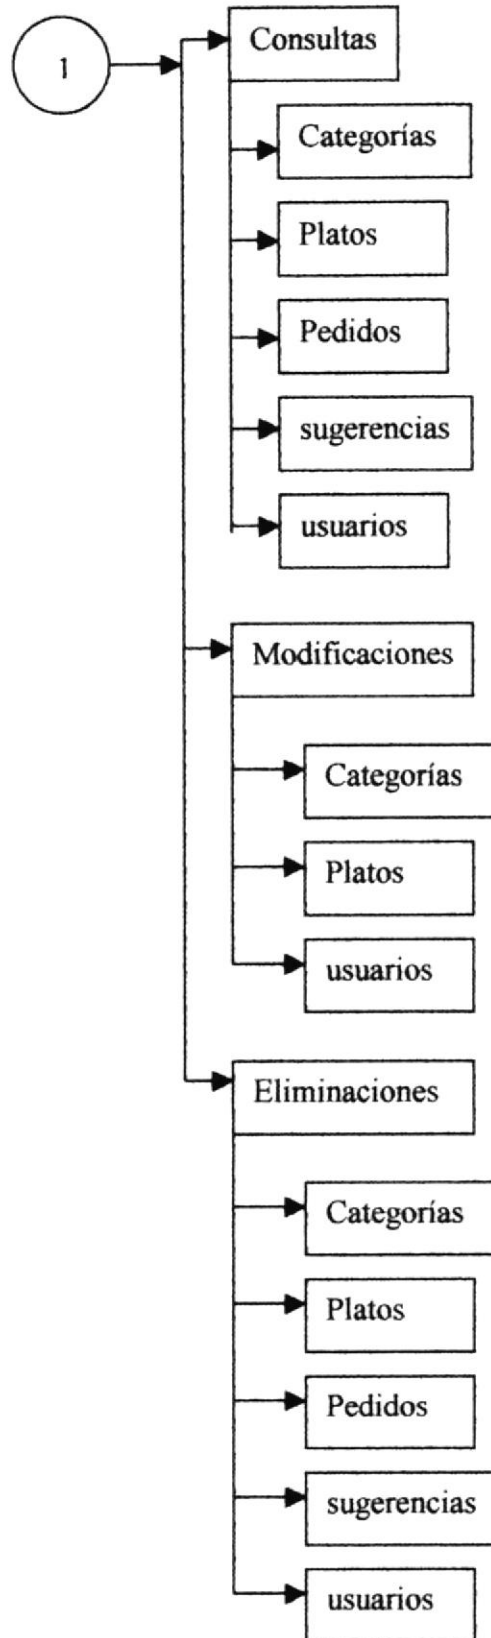 1
Consultas
Categorías
Platos
Pedidos
sugerencias
usuarios
Modificaciones
Categorías
Platos
usuarios
Eliminaciones
Categorías
Platos
Pedidos
sugerencias
usuarios